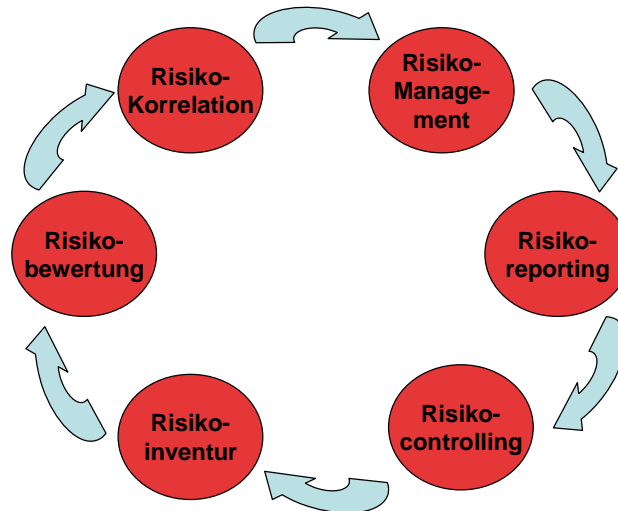 Risiko-
Korrelation
Risiko-
Manage-
ment
Risiko-
bewertung
Risiko-
reporting
Risiko-
inventur
Risiko-
controlling